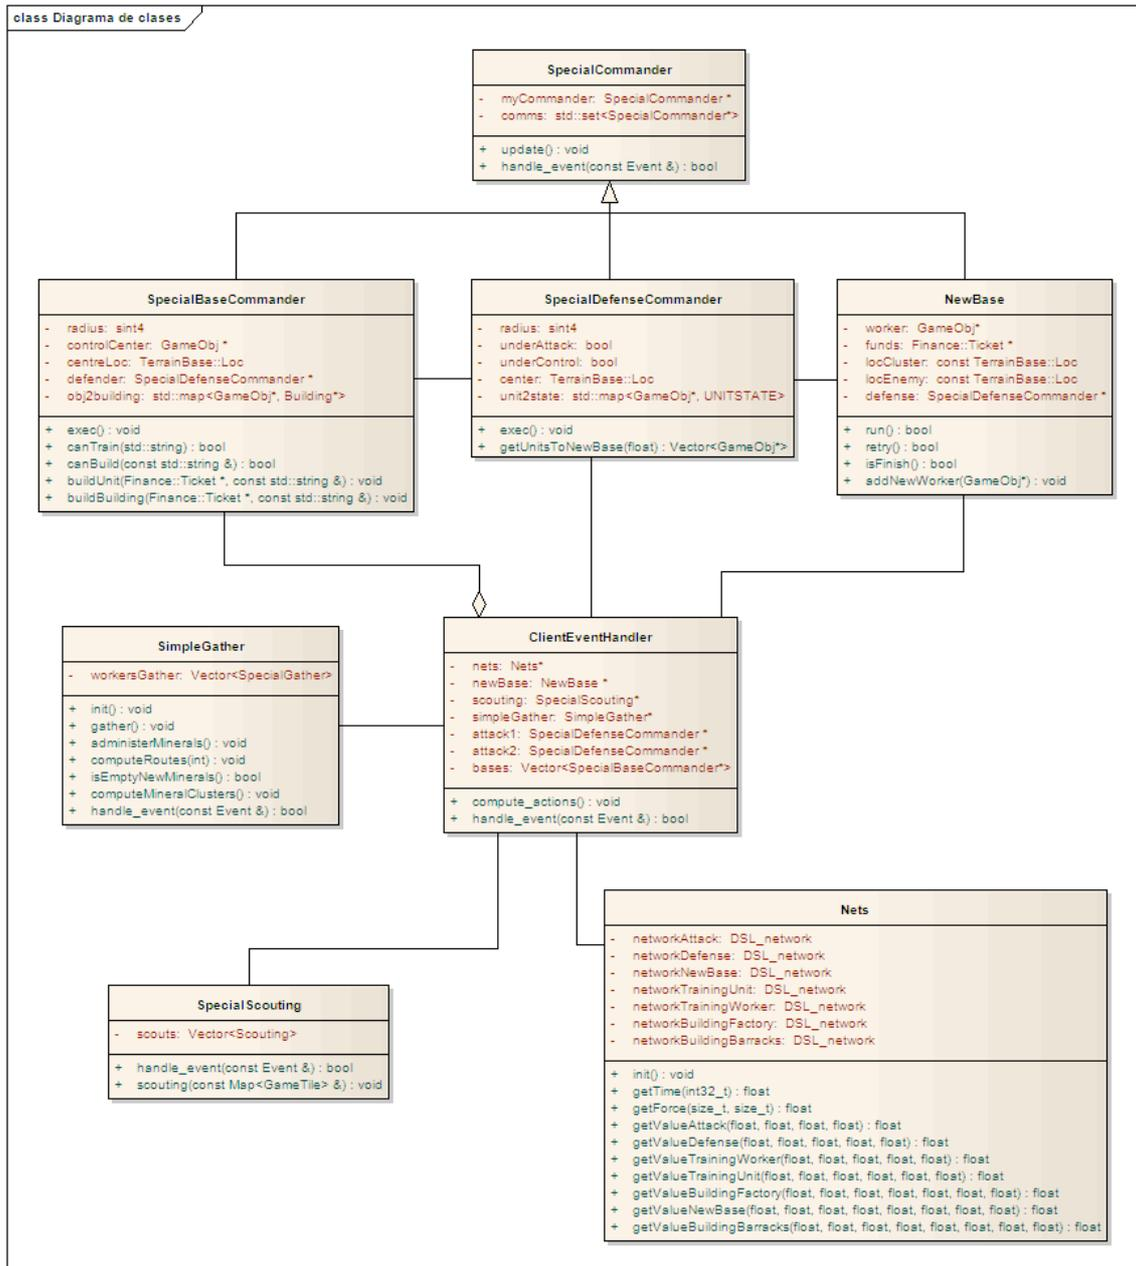 class Diagrama de clases
SpecialCommander
- myCommander: SpecialCommander *
- comms: std::set<SpecialCommander*>
+ update() : void
+ handle_event(const Event &) : bool
SpecialBaseCommander
- radius: sint4
- controlCenter: GameObj *
- centreLoc: TerrainBase::Loc
- defender: SpecialDefenseCommander *
- obj2building: std::map<GameObj*, Building*>
+ exec() : void
+ canTrain(std::string) : bool
+ canBuild(const std::string &) : bool
+ buildUnit(Finance::Ticket *, const std::string &) : void
+ buildBuilding(Finance::Ticket *, const std::string &) : void
SpecialDefenseCommander
- radius: sint4
- underAttack: bool
- underControl: bool
- center: TerrainBase::Loc
- unit2state: std::map<GameObj*, UNITSTATE>
+ exec() : void
+ getUnitsToNewBase(float) : Vector<GameObj*>
NewBase
- worker: GameObj*
- funds: Finance::Ticket *
- locCluster: const TerrainBase::Loc
- locEnemy: const TerrainBase::Loc
- defense: SpecialDefenseCommander *
+ run() : bool
+ retry() : bool
+ isFinish() : bool
+ addNewWorker(GameObj*) : void
SimpleGather
- workersGather: Vector<SpecialGather>
+ init() : void
+ gather() : void
+ administerMinerals() : void
+ computeRoutes(int) : void
+ isEmptyNewMinerals() : bool
+ computeMineralClusters() : void
+ handle_event(const Event &) : bool
ClientEventHandler
- nets: Nets*
- newBase: NewBase *
- scouting: SpecialScouting*
- simpleGather: SimpleGather*
- attack1: SpecialDefenseCommander *
- attack2: SpecialDefenseCommander *
- bases: Vector<SpecialBaseCommander*>
+ compute_actions() : void
+ handle_event(const Event &) : bool
SpecialScouting
- scouts: Vector<Scouting>
+ handle_event(const Event &) : bool
+ scouting(const Map<GameTile> &) : void
Nets
- networkAttack: DSL_network
- networkDefense: DSL_network
- networkNewBase: DSL_network
- networkTrainingUnit: DSL_network
- networkTrainingWorker: DSL_network
- networkBuildingFactory: DSL_network
- networkBuildingBarracks: DSL_network
+ init() : void
+ getTime(int32_t) : float
+ getForce(size_t, size_t) : float
+ getValueAttack(float, float, float, float) : float
+ getValueDefense(float, float, float, float, float) : float
+ getValueTrainingWorker(float, float, float, float, float) : float
+ getValueTrainingUnit(float, float, float, float, float, float) : float
+ getValueBuildingFactory(float, float, float, float, float, float, float) : float
+ getValueNewBase(float, float, float, float, float, float, float, float) : float
+ getValueBuildingBarracks(float, float, float, float, float, float, float, float) : float